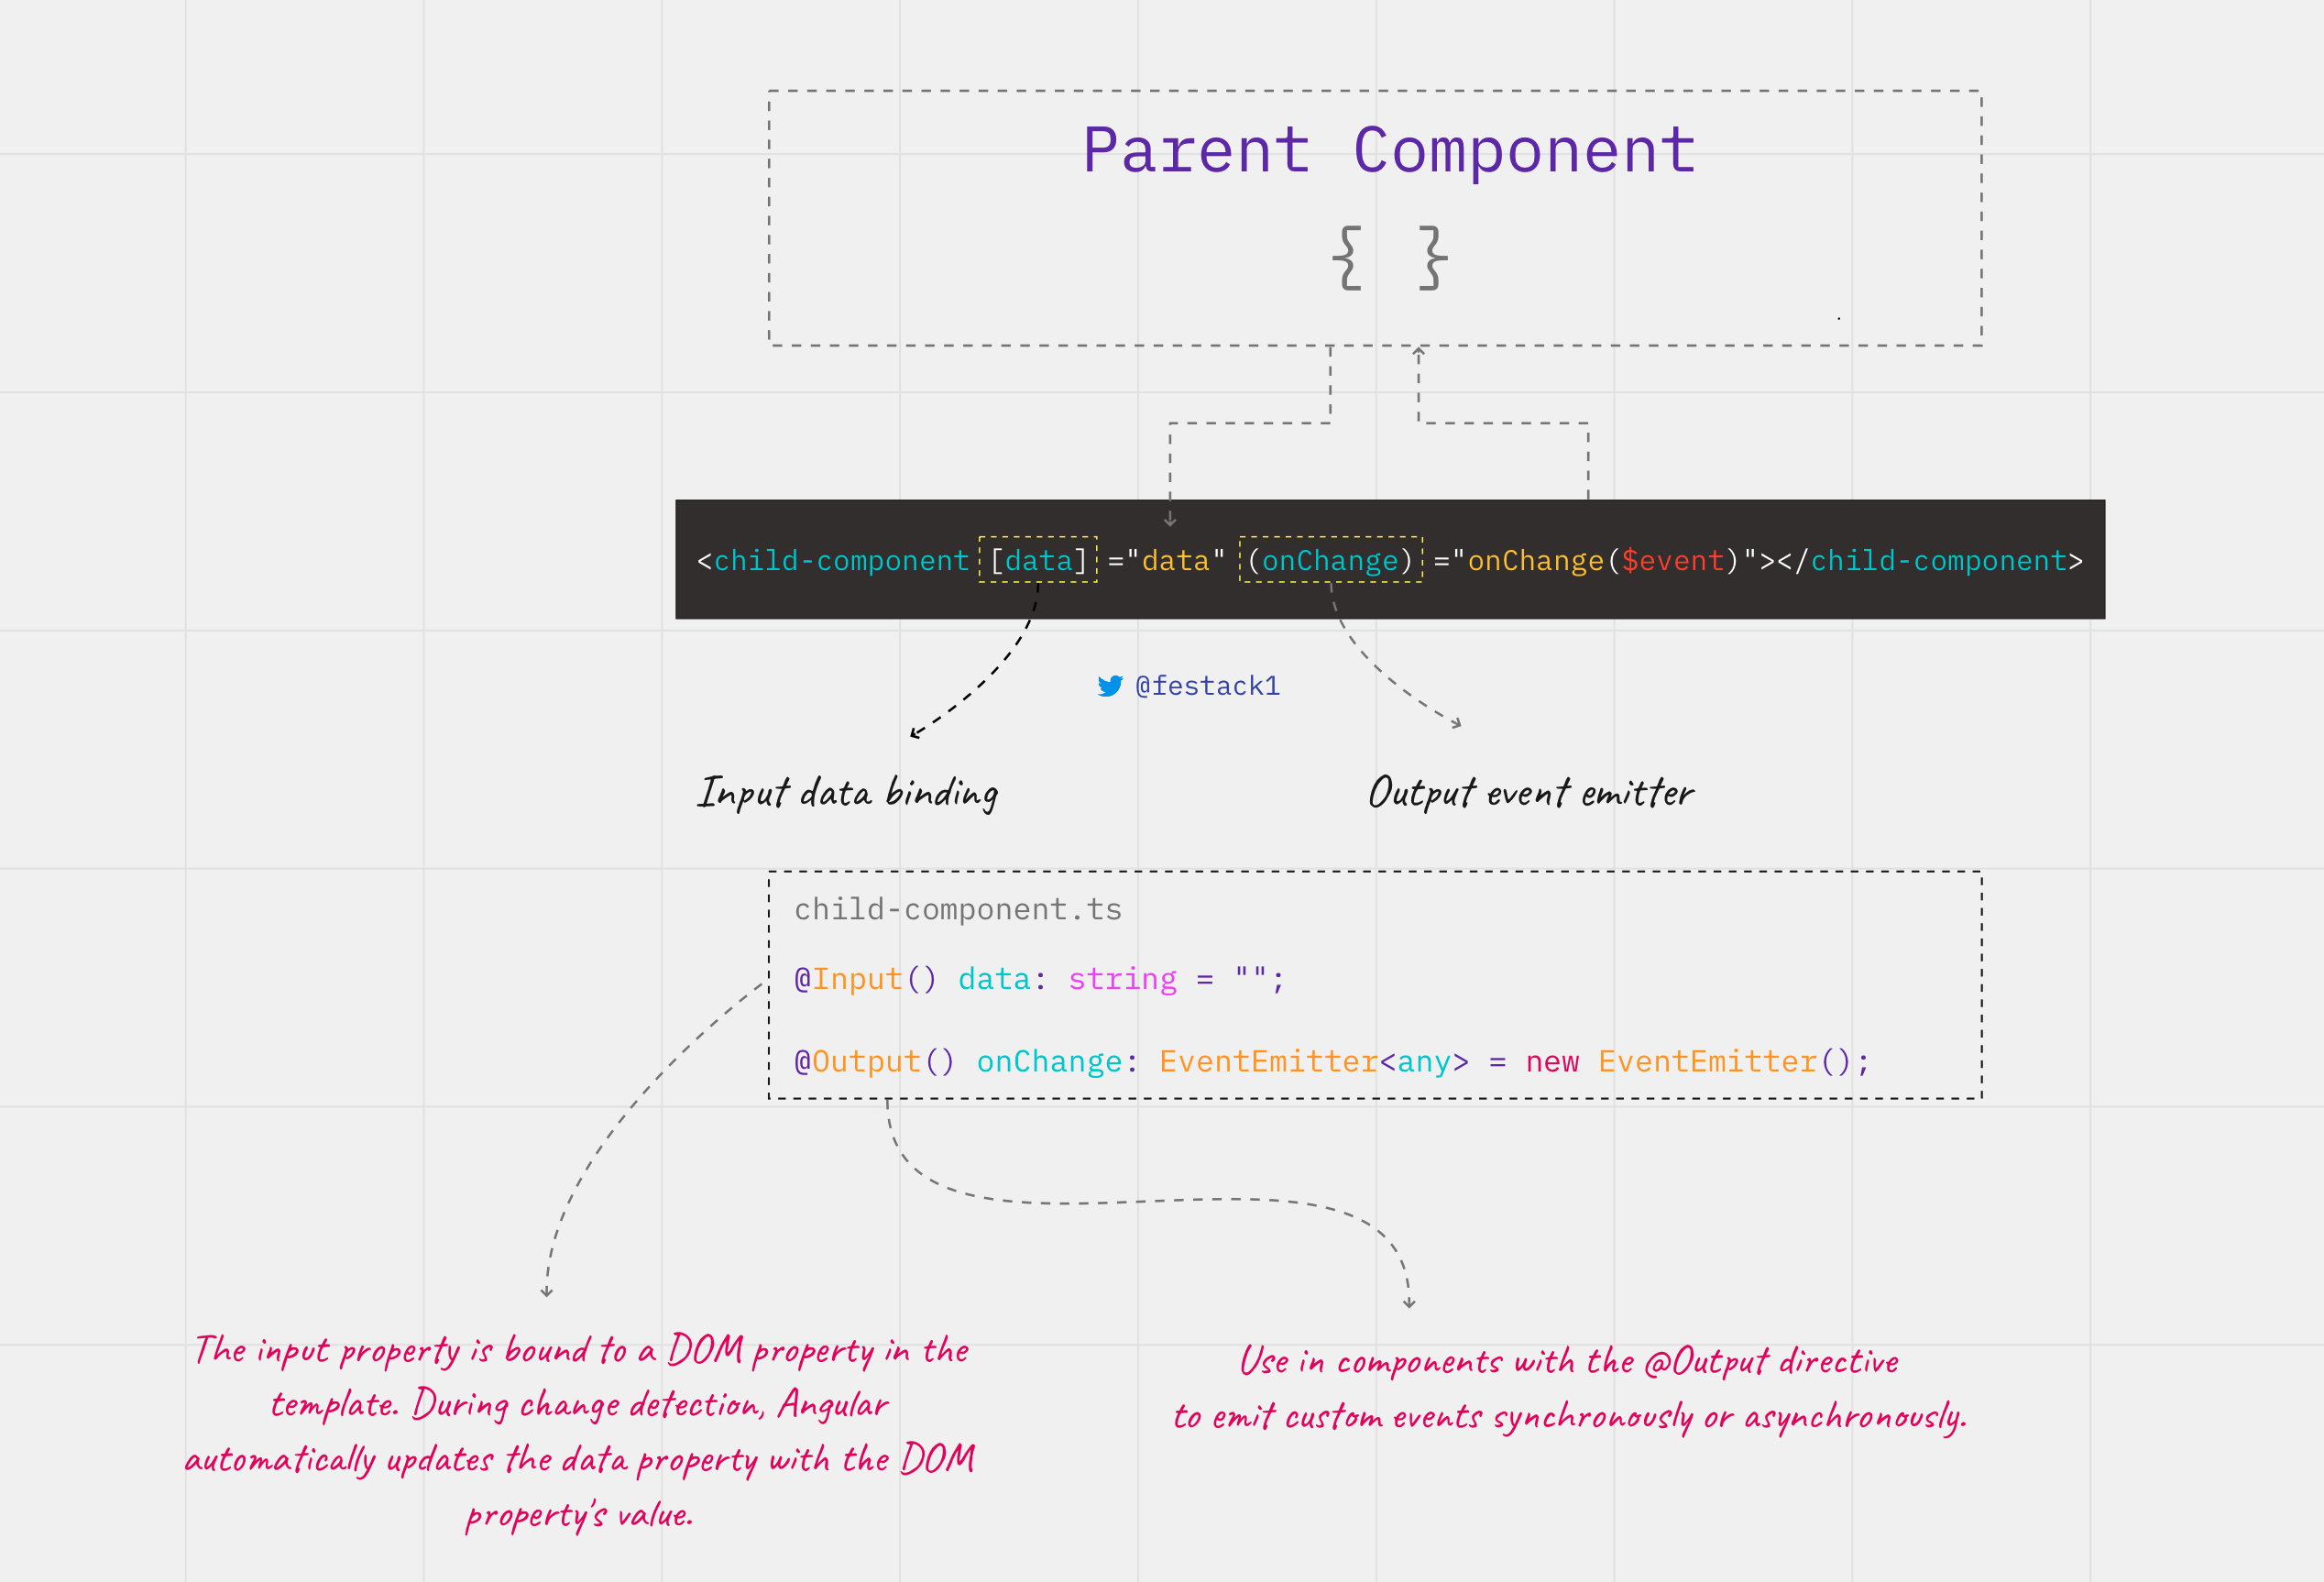 Parent Component
{ }
<child-component [data] ="data" (onChange) ="onChange($event)"></child-component>
@festack1
Input data binding
Output event emitter
child-component.ts
@Input() data: string = "";
@Output() onChange: EventEmitter<any> = new EventEmitter();
The input property is bound to a DOM property in the
template. During change detection, Angular
automatically updates the data property with the DOM
property's value.
Use in components with the @Output directive
to emit custom events synchronously or asynchronously.